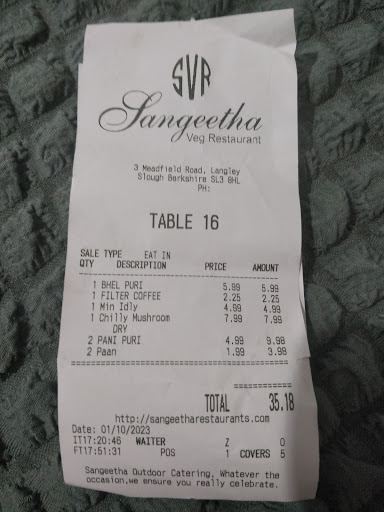 SVR
Sangeetha
Veg Restaurant
3 Meadfield Road, Langley
Slough Berkshire SL3 8HL
PH:
TABLE 16
SALE TYPE EAT IN
QTY DESCRIPTION PRICE AMOUNT
1 BHEL PURI 5.99 5.99
1 FILTER COFFEE 2.25 2.25
1 Min Idly 4.99 4.99
1 Chilly Mushroom 7.99 7.99
DRY
2 PANI PURI 4.99 9.98
2 Paan 1.99 3.98
TOTAL 35.18
http://sangeetharestaurants.com
Date: 01/10/2023
IT17:20:46 WAITER Z 0
FT17:51:31 POS 1 COVERS 5
Sangeetha Outdoor Catering, Whatever the
occasion,we ensure you really celebrate.